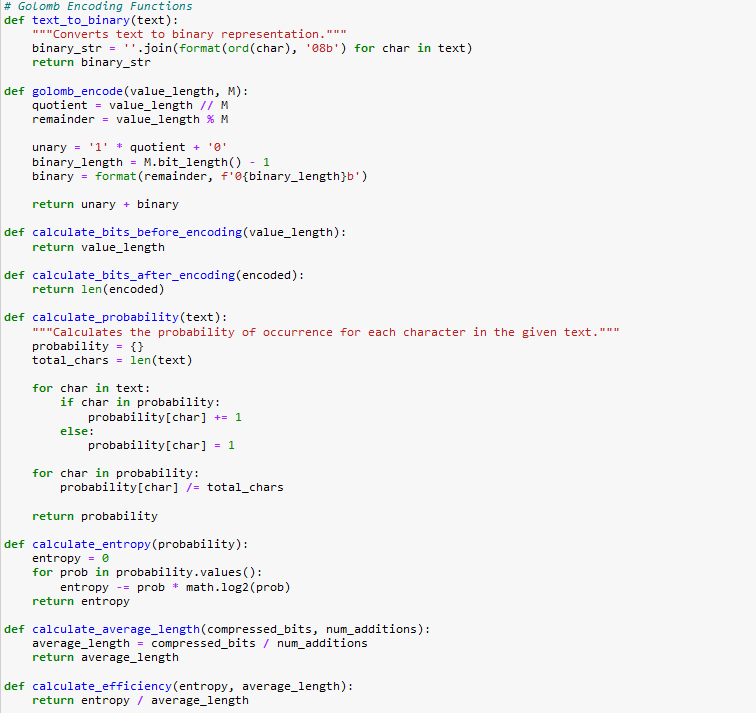 # Golomb Encoding Functions
def text_to_binary(text):
    """Converts text to binary representation."""
    binary_str = ''.join(format(ord(char), '08b') for char in text)
    return binary_str

def golomb_encode(value_length, M):
    quotient = value_length // M
    remainder = value_length % M

    unary = '1' * quotient + '0'
    binary_length = M.bit_length() - 1
    binary = format(remainder, f'0{binary_length}b')

    return unary + binary

def calculate_bits_before_encoding(value_length):
    return value_length

def calculate_bits_after_encoding(encoded):
    return len(encoded)

def calculate_probability(text):
    """Calculates the probability of occurrence for each character in the given text."""
    probability = {}
    total_chars = len(text)

    for char in text:
        if char in probability:
            probability[char] += 1
        else:
            probability[char] = 1

    for char in probability:
        probability[char] /= total_chars

    return probability

def calculate_entropy(probability):
    entropy = 0
    for prob in probability.values():
        entropy -= prob * math.log2(prob)
    return entropy

def calculate_average_length(compressed_bits, num_additions):
    average_length = compressed_bits / num_additions
    return average_length

def calculate_efficiency(entropy, average_length):
    return entropy / average_length